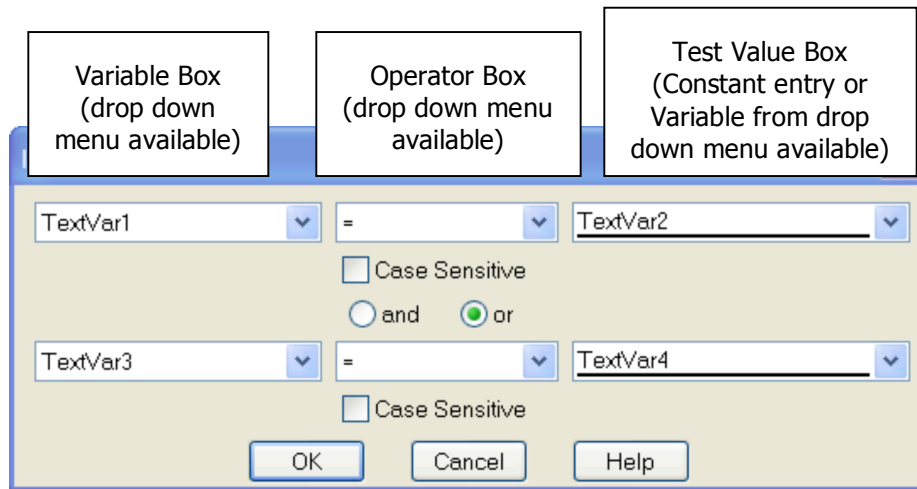 Variable Box
(drop down
menu available)
Operator Box
(drop down menu
available)
Test Value Box
(Constant entry or
Variable from drop
down menu available)
TextVar1 = TextVar2
Case Sensitive
and or
TextVar3 = TextVar4
Case Sensitive
OK Cancel Help